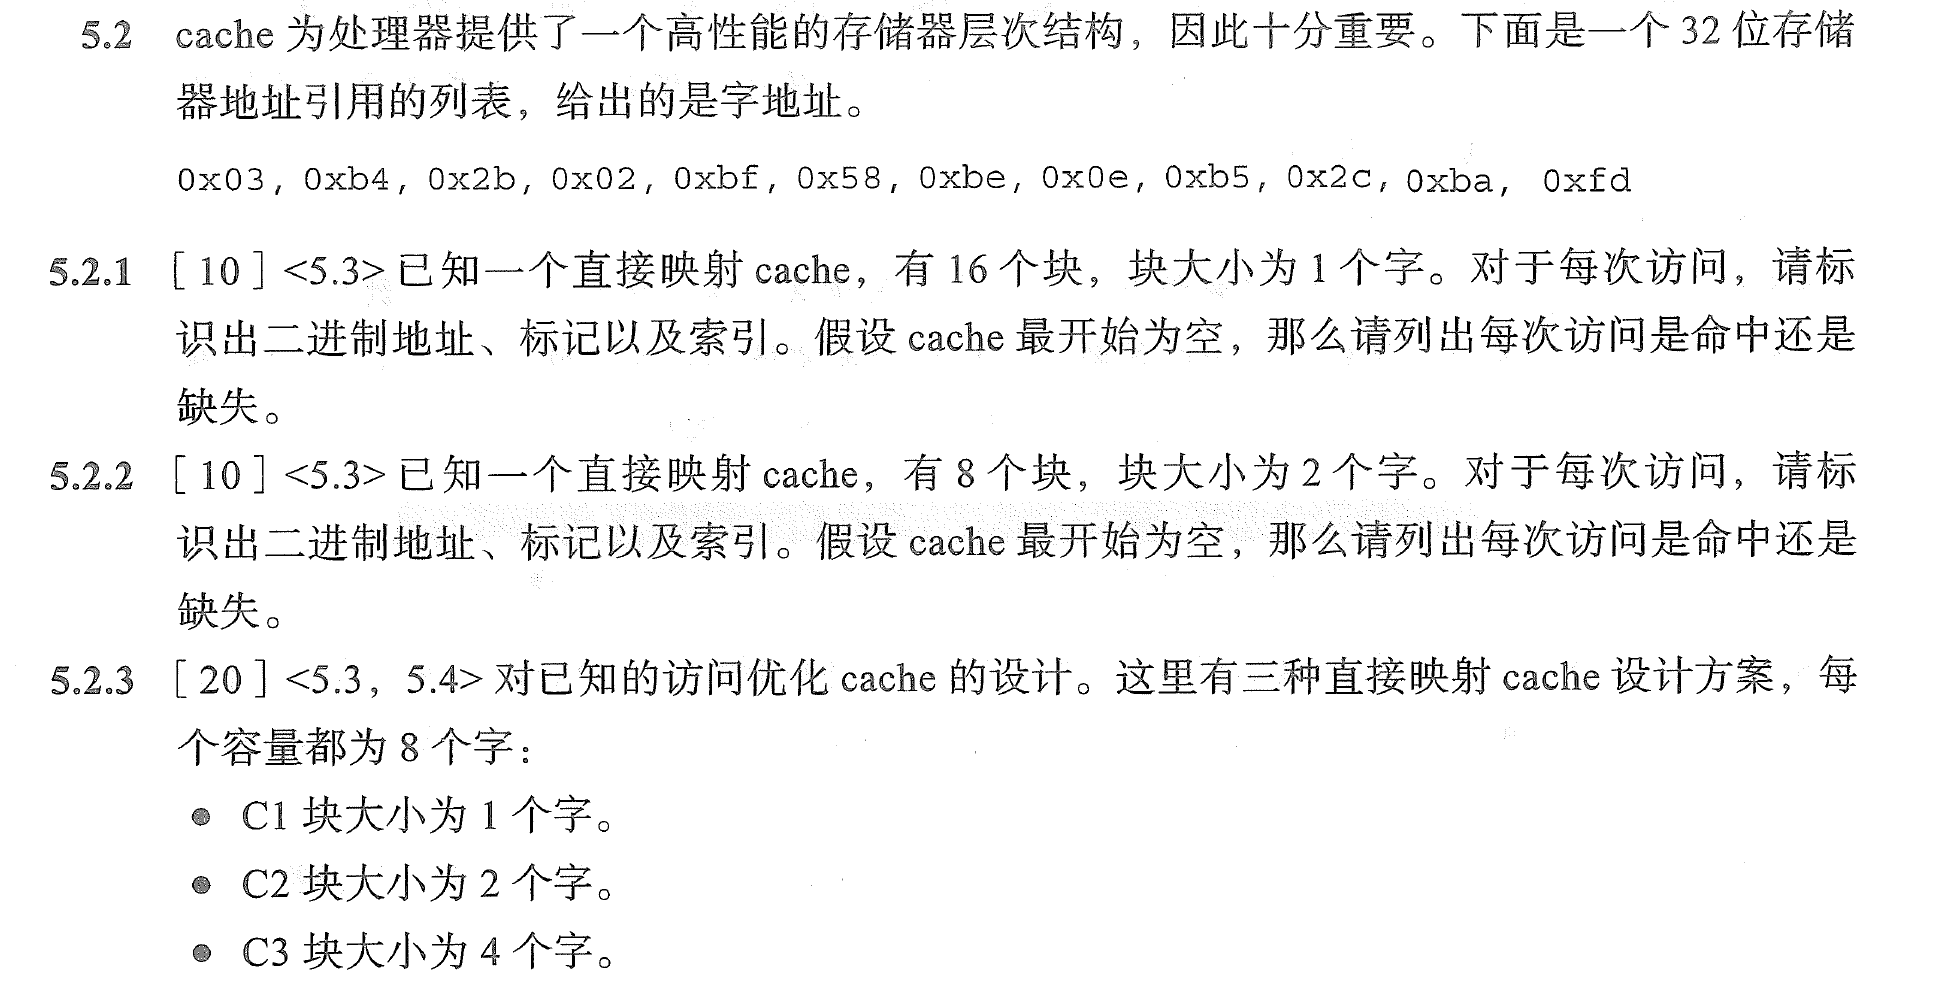 5.2 cache 为处理器提供了一个高性能的存储器层次结构，因此十分重要。下面是一个 32 位存储
器地址引用的列表，给出的是字地址。
0x03, 0xb4, 0x2b, 0x02, 0xbf, 0x58, 0xbe, 0x0e, 0xb5, 0x2c, 0xba, 0xfd
5.2.1 [ 10 ] <5.3> 已知一个直接映射 cache，有 16 个块，块大小为 1 个字。对于每次访问，请标
识出二进制地址、标记以及索引。假设 cache 最开始为空，那么请列出每次访问是命中还是
缺失。
5.2.2 [ 10 ] <5.3> 已知一个直接映射 cache，有 8 个块，块大小为 2 个字。对于每次访问，请标
识出二进制地址、标记以及索引。假设 cache 最开始为空，那么请列出每次访问是命中还是
缺失。
5.2.3 [ 20 ] <5.3，5.4> 对已知的访问优化 cache 的设计。这里有三种直接映射 cache 设计方案，每
个容量都为 8 个字：
● C1 块大小为 1 个字。
● C2 块大小为 2 个字。
● C3 块大小为 4 个字。